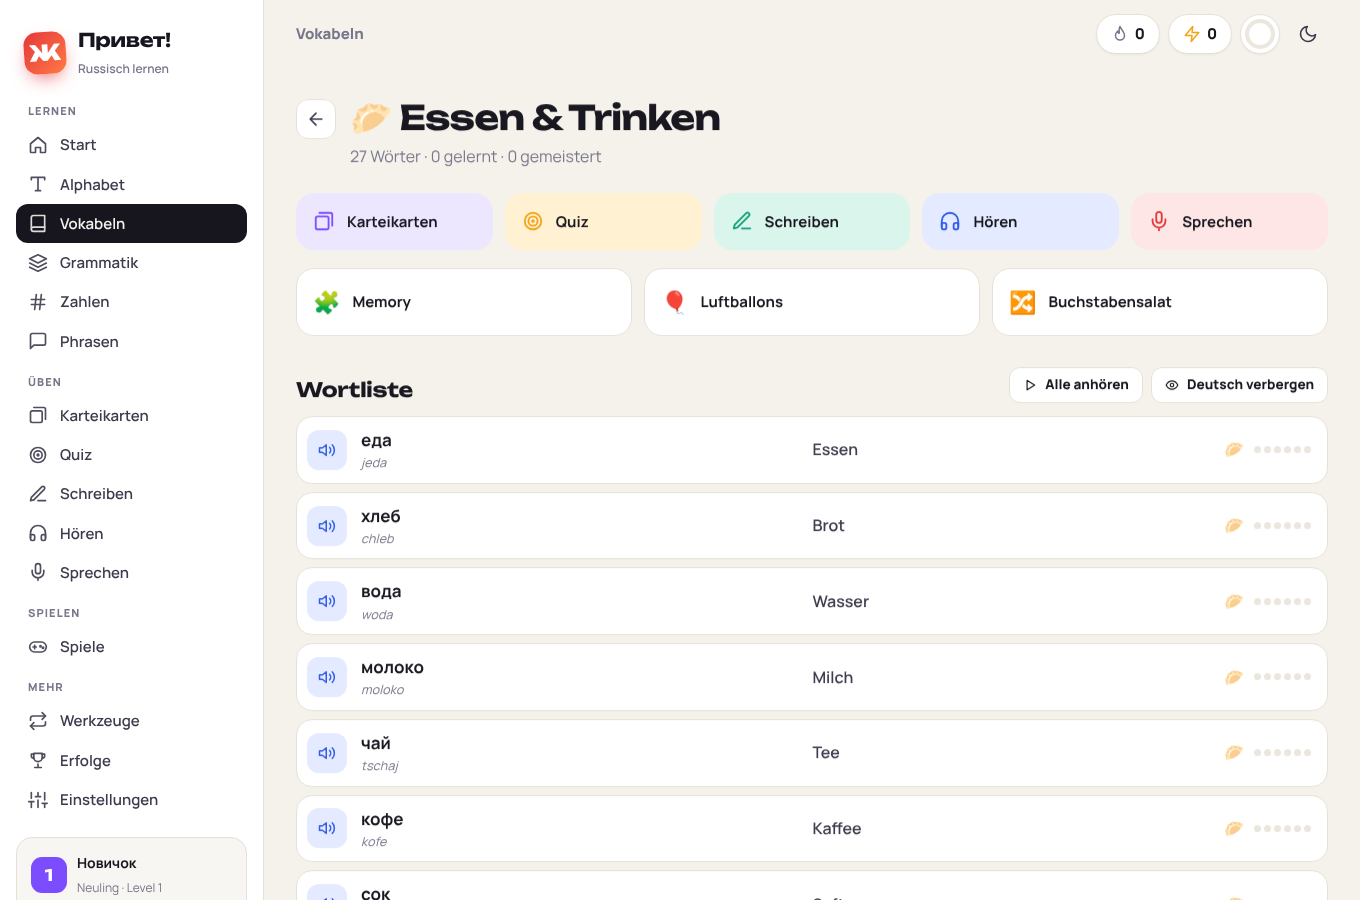 Ж
Привет!
Russisch lernen
LERNEN
Start
Alphabet
Vokabeln
Grammatik
Zahlen
Phrasen
ÜBEN
Karteikarten
Quiz
Schreiben
Hören
Sprechen
SPIELEN
Spiele
MEHR
Werkzeuge
Erfolge
Einstellungen
1
Новичок
Neuling · Level 1
Vokabeln
0
0
Essen & Trinken
27 Wörter · 0 gelernt · 0 gemeistert
Karteikarten
Quiz
Schreiben
Hören
Sprechen
Memory
Luftballons
Buchstabensalat
Wortliste
Alle anhören
Deutsch verbergen
еда
jeda
Essen
хлеб
chleb
Brot
вода
woda
Wasser
молоко
moloko
Milch
чай
tschaj
Tee
кофе
kofe
Kaffee
сок